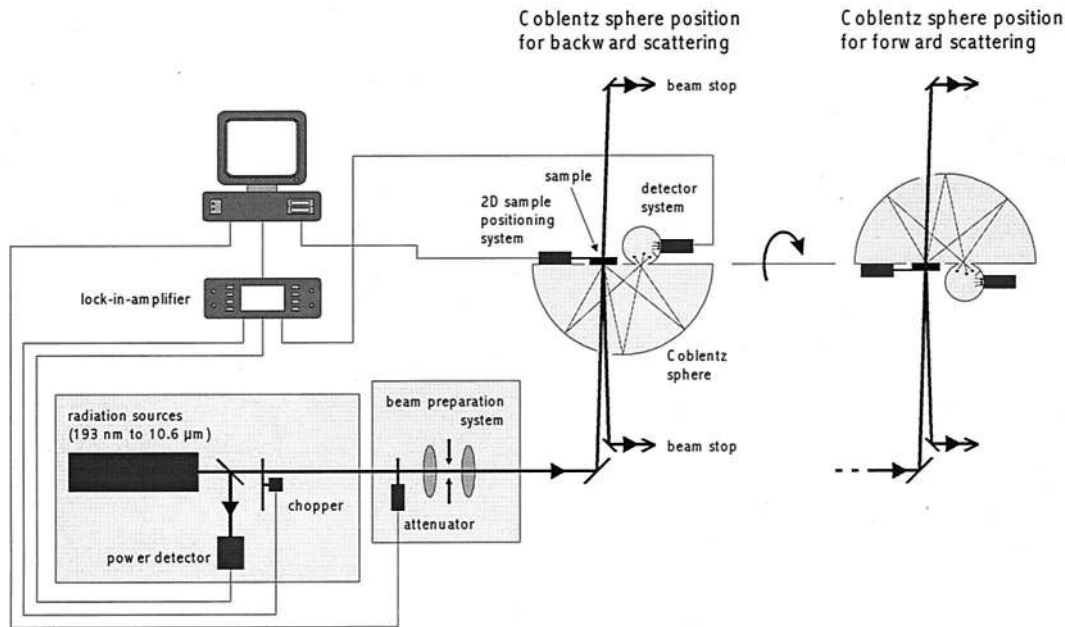 Coblentz sphere position
for backward scattering
Coblentz sphere position
for forward scattering
beam stop
sample
detector
system
2D sample
positioning
system
lock-in-amplifier
Coblentz
sphere
radiation sources
(193 nm to 10.6 µm)
beam preparation
system
beam stop
chopper
attenuator
power detector